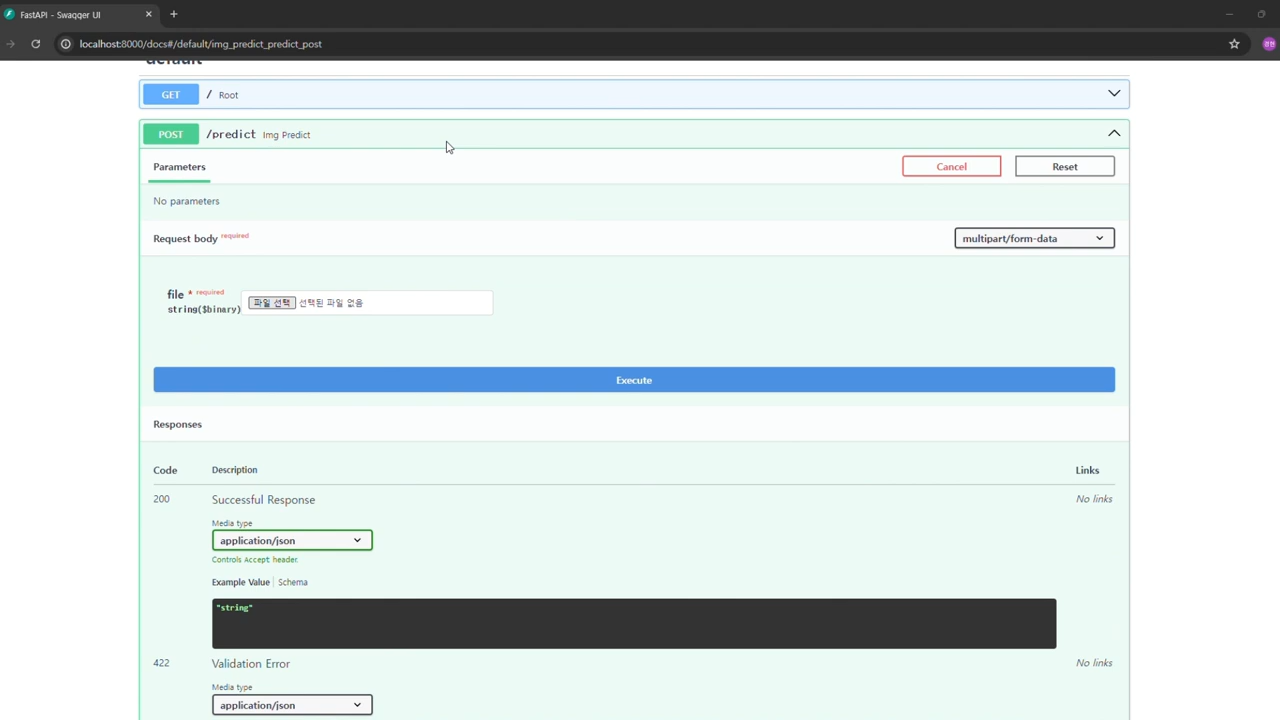 FastAPI - Swagger UI
localhost:8000/docs#/default/img_predict_predict_post
default
GET / Root
POST /predict Img Predict
Parameters
Cancel
Reset
No parameters
Request body required
multipart/form-data
file * required
string($binary)
파일 선택 선택된 파일 없음
Execute
Responses
Code Description Links
200 Successful Response No links
Media type
application/json
Controls Accept header.
Example Value Schema
"string"
422 Validation Error No links
Media type
application/json